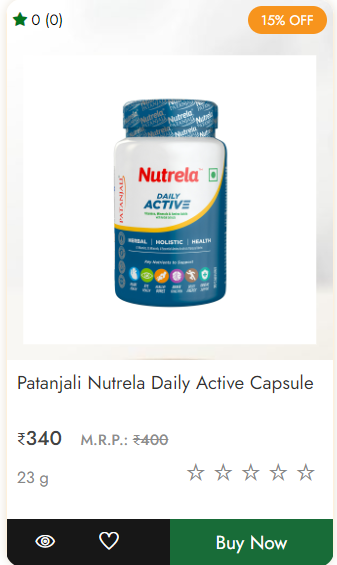 0 (0)
15% OFF
Nutrela
Nutrela
PATANJALI
DAILY
ACTIVE
HERBAL | HOLISTIC | HEALTH
Patanjali Nutrela Daily Active Capsule
₹340 M.R.P.: ₹400
23 g
Buy Now